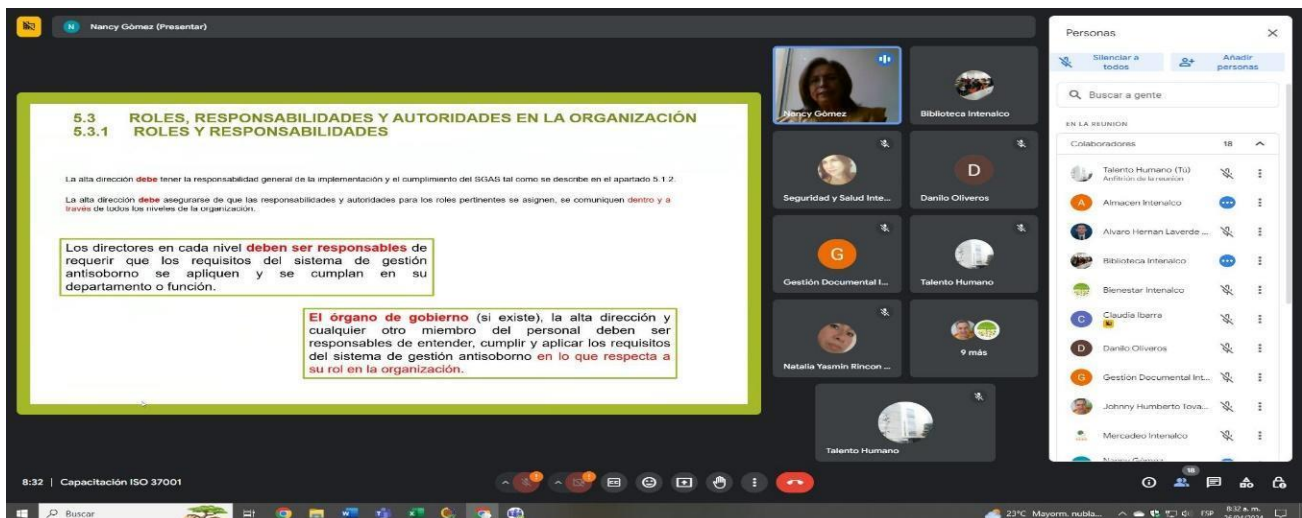 Nancy Gómez (Presentar)
5.3 ROLES, RESPONSABILIDADES Y AUTORIDADES EN LA ORGANIZACIÓN
5.3.1 ROLES Y RESPONSABILIDADES
La alta dirección debe tener la responsabilidad general de la implementación y el cumplimiento del SGAS tal como se describe en el apartado 5.1.2.
La alta dirección debe asegurarse de que las responsabilidades y autoridades para los roles pertinentes se asignen, se comuniquen dentro y a
través de todos los niveles de la organización.
Los directores en cada nivel deben ser responsables de
requerir que los requisitos del sistema de gestión
antisoborno se apliquen y se cumplan en su
departamento o función.
El órgano de gobierno (si existe), la alta dirección y
cualquier otro miembro del personal deben ser
responsables de entender, cumplir y aplicar los requisitos
del sistema de gestión antisoborno en lo que respecta a
su rol en la organización.
Nancy Gómez
Biblioteca Intenalco
Seguridad y Salud Inte...
D
Danilo Oliveros
G
Gestión Documental I...
Talento Humano
Natalia Yasmin Rincon ...
9 más
Talento Humano
Personas
Silenciar a
todos
Añadir
personas
Buscar a gente
EN LA REUNIÓN
Colaboradores 18
Talento Humano (Tú)
Anfitrión de la reunión
A Almacen Intenalco
Alvaro Hernan Laverde ...
Biblioteca Intenalco
Bienestar Intenalco
C Claudia Ibarra
D Danilo Oliveros
G Gestión Documental Int...
Johnny Humberto Tova...
Mercadeo Intenalco
Nancy Gómez
8:32 | Capacitación ISO 37001
18
Buscar
23°C Mayorm. nubla...
ESP
8:32 a. m.